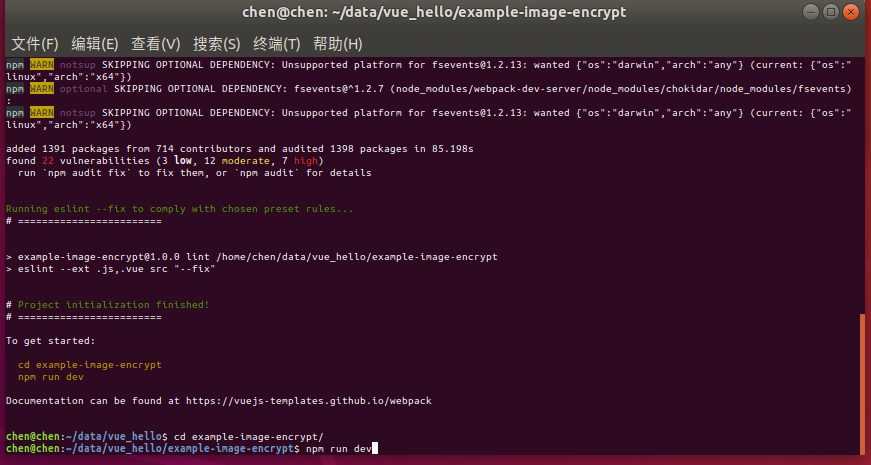 chen@chen: ~/data/vue_hello/example-image-encrypt
文件(F) 编辑(E) 查看(V) 搜索(S) 终端(T) 帮助(H)
npm WARN notsup SKIPPING OPTIONAL DEPENDENCY: Unsupported platform for fsevents@1.2.13: wanted {"os":"darwin","arch":"any"} (current: {"os":"
linux","arch":"x64"})
npm WARN optional SKIPPING OPTIONAL DEPENDENCY: fsevents@^1.2.7 (node_modules/webpack-dev-server/node_modules/chokidar/node_modules/fsevents)
:
npm WARN notsup SKIPPING OPTIONAL DEPENDENCY: Unsupported platform for fsevents@1.2.13: wanted {"os":"darwin","arch":"any"} (current: {"os":"
linux","arch":"x64"})
added 1391 packages from 714 contributors and audited 1398 packages in 85.198s
found 22 vulnerabilities (3 low, 12 moderate, 7 high)
run `npm audit fix` to fix them, or `npm audit` for details
Running eslint --fix to comply with chosen preset rules...
# ========================
> example-image-encrypt@1.0.0 lint /home/chen/data/vue_hello/example-image-encrypt
> eslint --ext .js,.vue src "--fix"
# Project initialization finished!
# ========================
To get started:
cd example-image-encrypt
npm run dev
Documentation can be found at https://vuejs-templates.github.io/webpack
chen@chen:~/data/vue_hello$ cd example-image-encrypt/
chen@chen:~/data/vue_hello/example-image-encrypt$ npm run dev